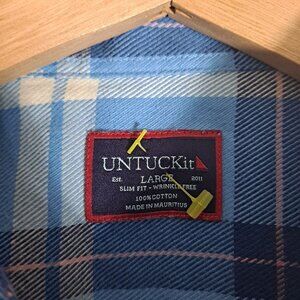 UNTUCKit
EST. LARGE 2011
SLIM FIT - WRINKLE FREE
100% COTTON
MADE IN MAURITIUS